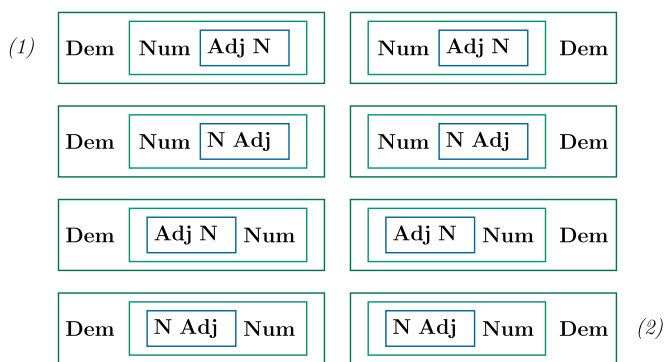 (1) Dem Num Adj N Num Adj N Dem
Dem Num N Adj Num N Adj Dem
Dem Adj N Num Adj N Num Dem
Dem N Adj Num N Adj Num Dem (2)